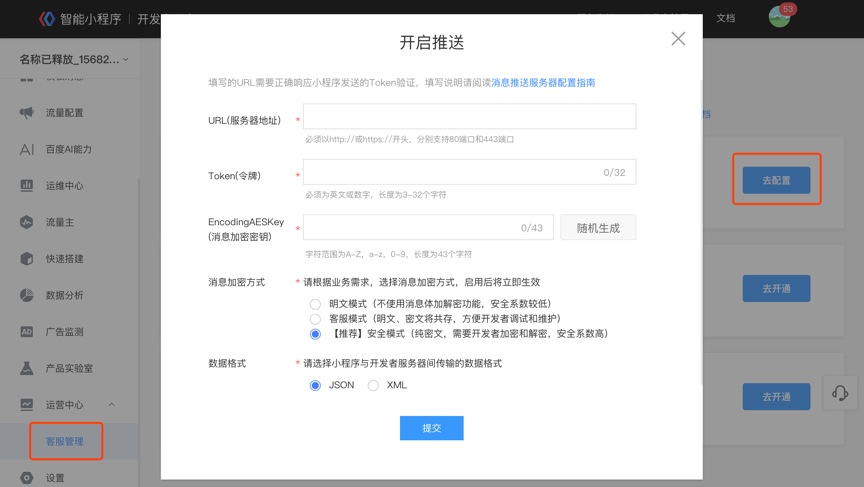 智能小程序 | 开发
文档
53
名称已释放_15682...
流量配置
百度AI能力
运维中心
流量主
快速搭建
数据分析
广告监测
产品实验室
运营中心
客服管理
设置
开启推送
填写的URL需要正确响应小程序发送的Token验证，填写说明请阅读消息推送服务器配置指南
URL(服务器地址)
*
必须以http://或https://开头，分别支持80端口和443端口
Token(令牌)
*
0/32
必须为英文或数字，长度为3-32个字符
EncodingAESKey
(消息加密密钥)
*
0/43
随机生成
字符范围为A-Z，a-z，0-9，长度为43个字符
消息加密方式
* 请根据业务需求，选择消息加密方式，启用后将立即生效
明文模式（不使用消息体加解密功能，安全系数较低）
客服模式（明文、密文将共存，方便开发者调试和维护）
【推荐】安全模式（纯密文，需要开发者加密和解密，安全系数高）
数据格式
* 请选择小程序与开发者服务器间传输的数据格式
JSON
XML
提交
档
去配置
去开通
去开通